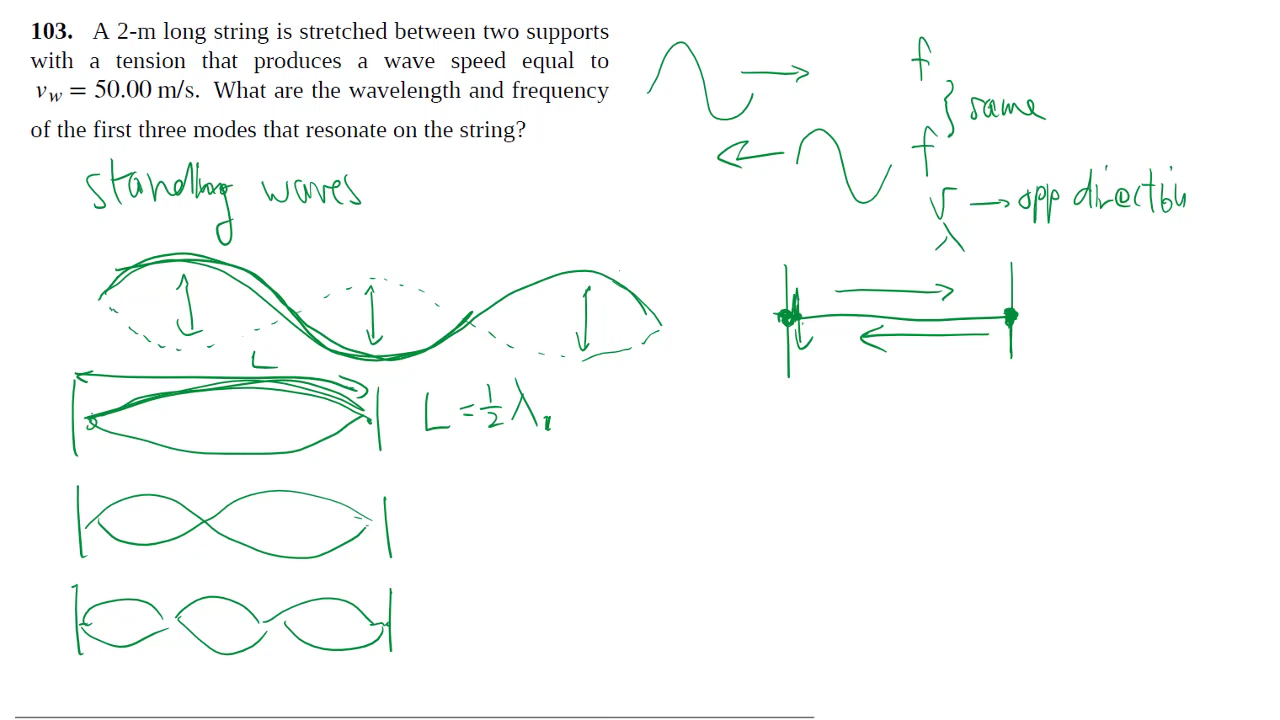 103. A 2-m long string is stretched between two supports
with a tension that produces a wave speed equal to
v_w = 50.00 m/s. What are the wavelength and frequency
of the first three modes that resonate on the string?
f
f
} same
v → opp direction
λ
standing waves
L
L = 1/2 λ₁